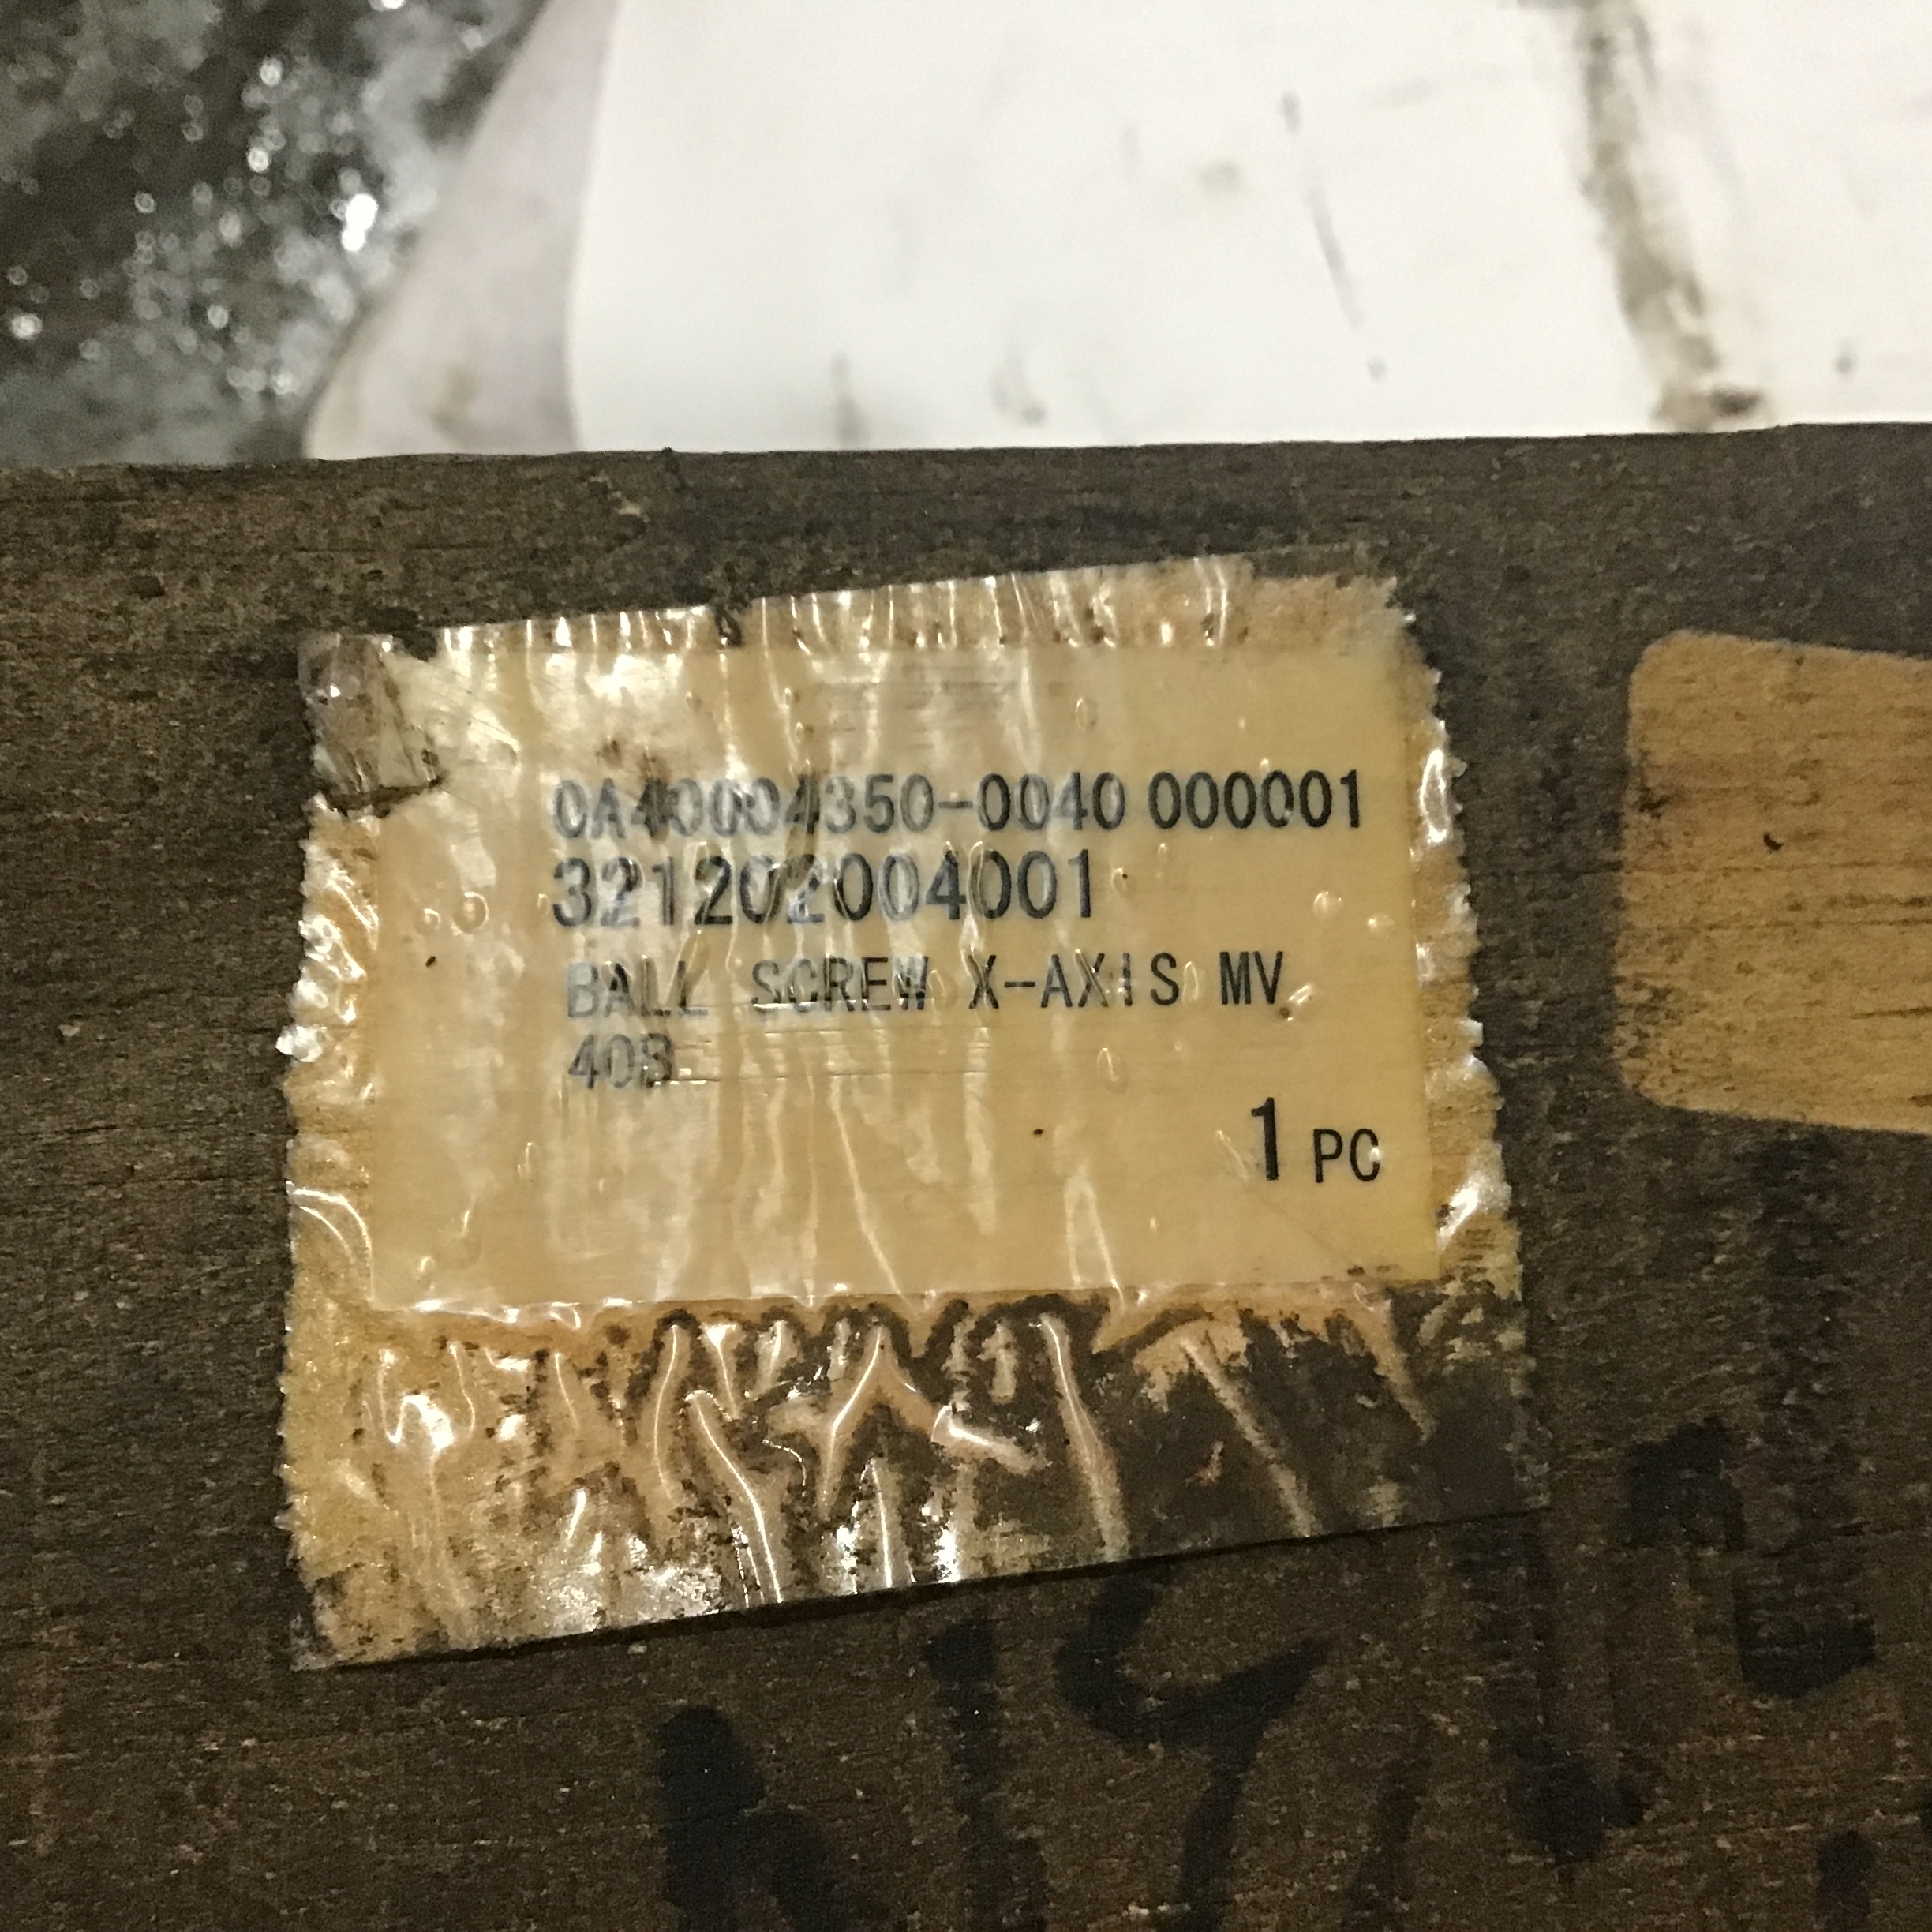 0A40004350-0040 000001
321202004001
BALL SCREW X-AXIS MV
40B
1 PC